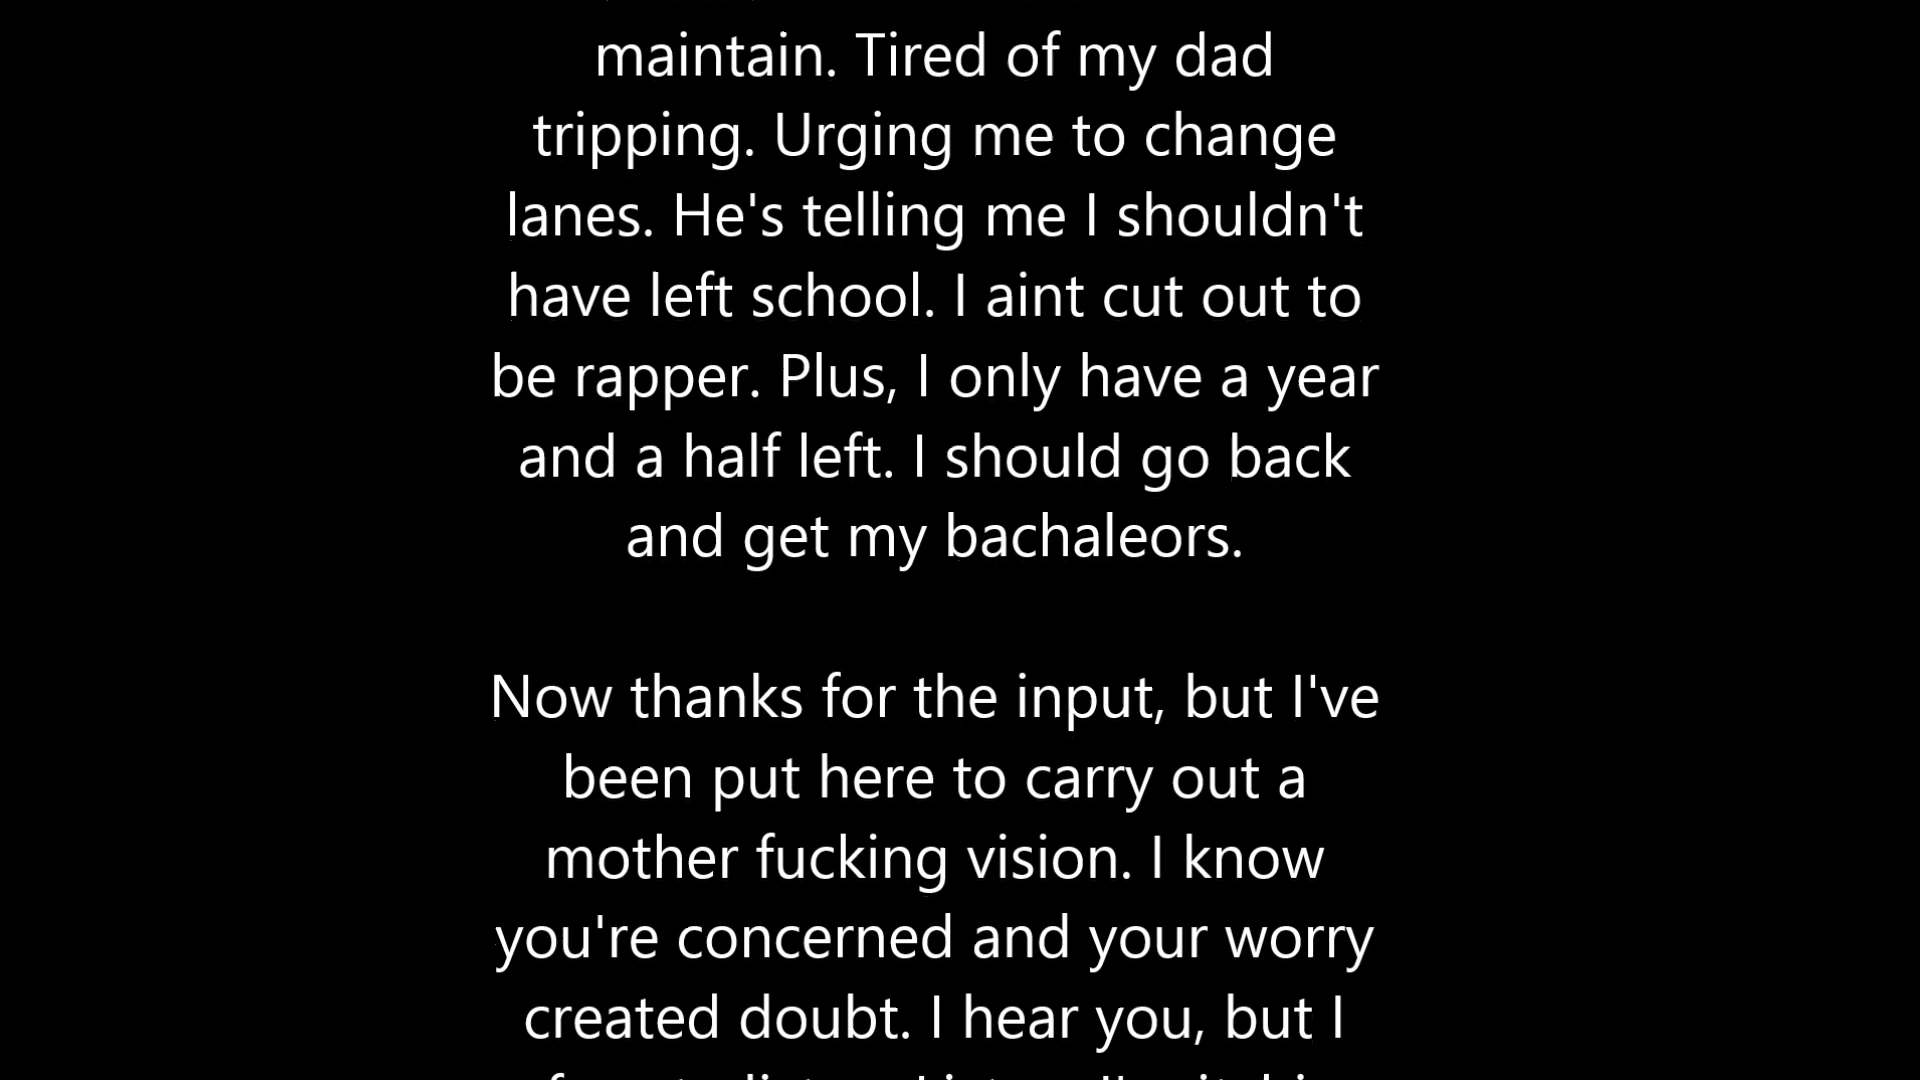 maintain. Tired of my dad
tripping. Urging me to change
lanes. He's telling me I shouldn't
have left school. I aint cut out to
be rapper. Plus, I only have a year
and a half left. I should go back
and get my bachaleors.
Now thanks for the input, but I've
been put here to carry out a
mother fucking vision. I know
you're concerned and your worry
created doubt. I hear you, but I